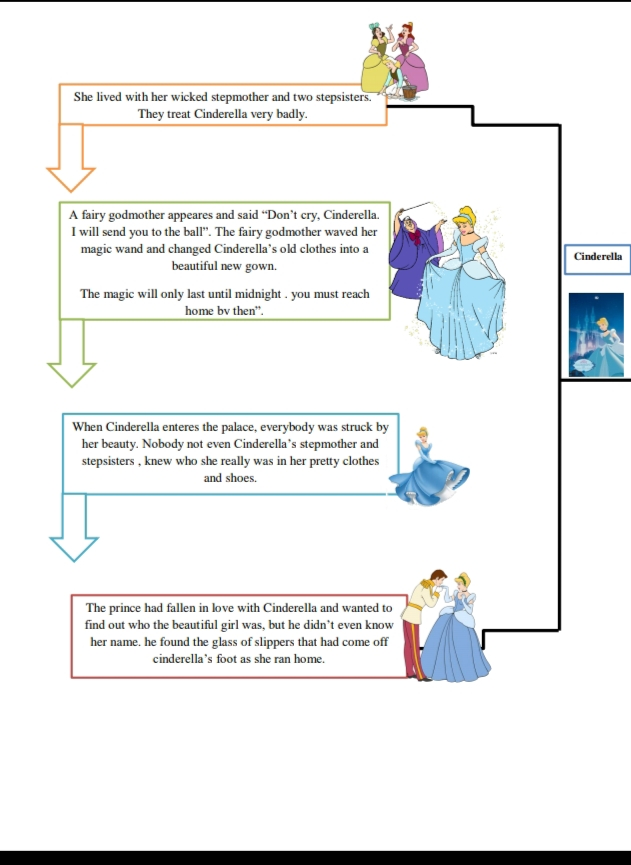 She lived with her wicked stepmother and two stepsisters.
They treat Cinderella very badly.
A fairy godmother appeares and said “Don’t cry, Cinderella.
I will send you to the ball”. The fairy godmother waved her
magic wand and changed Cinderella’s old clothes into a
beautiful new gown.
The magic will only last until midnight . you must reach
home by then”.
When Cinderella enters the palace, everybody was struck by
her beauty. Nobody not even Cinderella’s stepmother and
stepsisters , knew who she really was in her pretty clothes
and shoes.
The prince had fallen in love with Cinderella and wanted to
find out who the beautiful girl was, but he didn’t even know
her name. he found the glass of slippers that had come off
cinderella’s foot as she ran home.
Cinderella